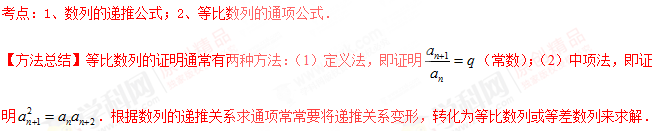 考点：1、数列的递推公式；2、等比数列的通项公式．
【方法总结】等比数列的证明通常有两种方法：（1）定义法，即证明$\frac{a_{n+1}}{a_n}=q$（常数）；（2）中项法，即证
明$a_{n+1}^2=a_na_{n+2}$．根据数列的递推关系求通项常常要将递推关系变形，转化为等比数列或等差数列来求解．